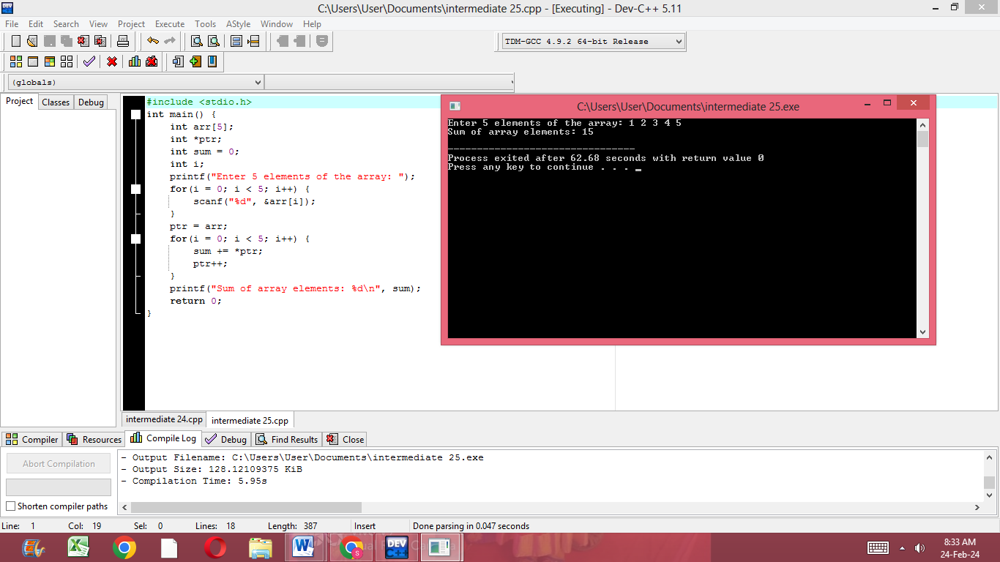 C:\Users\User\Documents\intermediate 25.cpp - [Executing] - Dev-C++ 5.11
File Edit Search View Project Execute Tools AStyle Window Help
TDM-GCC 4.9.2 64-bit Release
(globals)
Project Classes Debug
#include <stdio.h>
int main() {
    int arr[5];
    int *ptr;
    int sum = 0;
    int i;
    printf("Enter 5 elements of the array: ");
    for(i = 0; i < 5; i++) {
        scanf("%d", &arr[i]);
    }
    ptr = arr;
    for(i = 0; i < 5; i++) {
        sum += *ptr;
        ptr++;
    }
    printf("Sum of array elements: %d\n", sum);
    return 0;
}
C:\Users\User\Documents\intermediate 25.exe
Enter 5 elements of the array: 1 2 3 4 5
Sum of array elements: 15
--------------------------------
Process exited after 62.68 seconds with return value 0
Press any key to continue . . . _
intermediate 24.cpp intermediate 25.cpp
Compiler Resources Compile Log Debug Find Results Close
Abort Compilation
Shorten compiler paths
- Output Filename: C:\Users\User\Documents\intermediate 25.exe
- Output Size: 128.12109375 KiB
- Compilation Time: 5.95s
Line: 1 Col: 19 Sel: 0 Lines: 18 Length: 387 Insert Done parsing in 0.047 seconds
DEV C++
8:33 AM
24-Feb-24